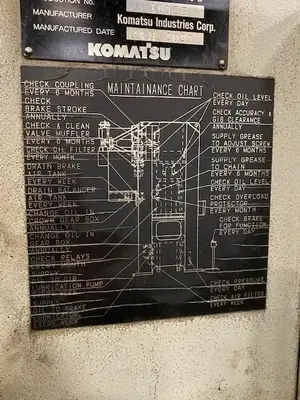 MANUFACTURER Komatsu Industries Corp.
MANUFACTURED DATE
KOMATSU
MAINTAINANCE CHART
CHECK COUPLING
EVERY 6 MONTHS
CHECK
BRAKE STROKE
ANNUALLY
CHECK & CLEAN
VALVE MUFFER
EVERY 6 MONTHS
CHECK OIL FILTER
EVERY MONTH
DRAIN BRAKE
AIR TANK
DRAIN BALANCER
AIR TANK
EVERY WEEK
CHANGE OIL IN
GEAR BOX
ANNUALLY
CHANGE OIL IN
GEAR BOX
CHECK RELAYS
LUBRICATION PUMP
EVERY WEEK
CHECK OIL LEVEL
EVERY DAY
CHECK ACCURACY &
GIB CLEARANCE
ANNUALLY
SUPPLY GREASE
TO ADJUST SCREW
EVERY 6 MONTHS
SUPPLY GREASE
TO CHAIN
EVERY 6 MONTHS
CHECK OIL LEVEL
EVERY DAY
CHECK OVERLOAD
PROTECTOR
EVERY MONTH
CHECK BRAKE
FOR FUNCTION
EVERY DAY
CHECK PRESSURE
EVERY DAY
CHECK AIR FILTER
EVERY WEEK